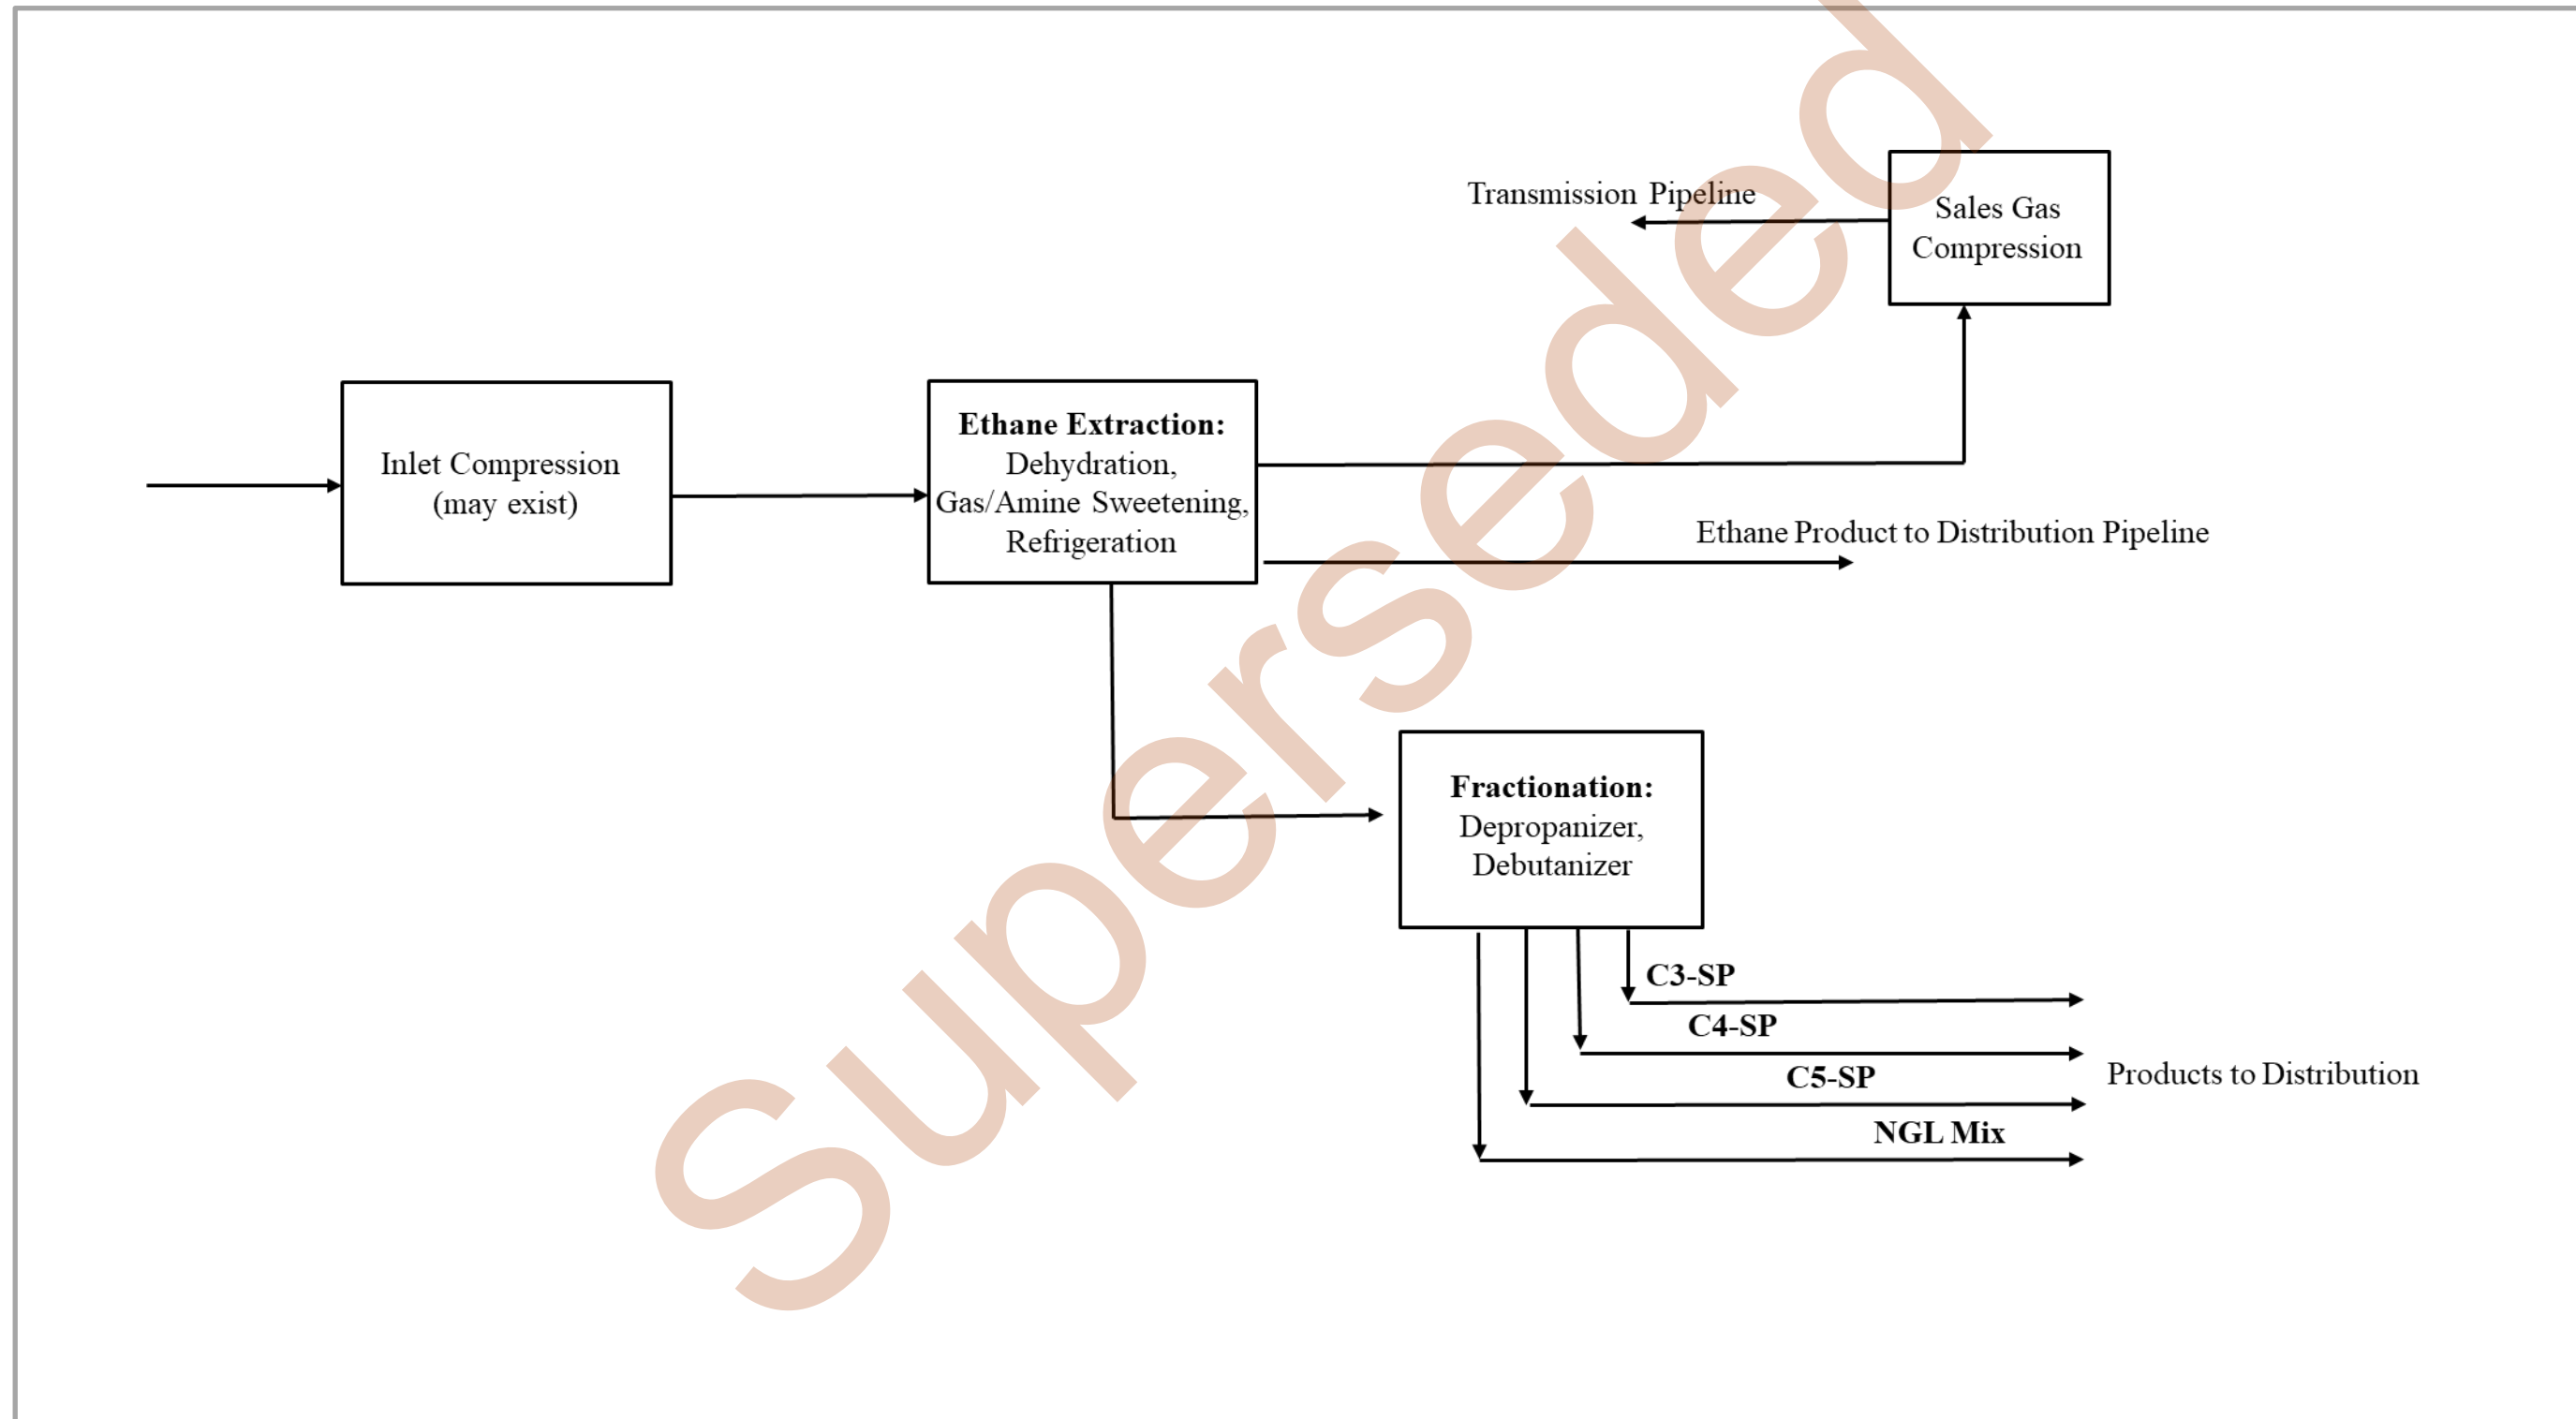 Transmission Pipeline
Sales Gas
Compression
Inlet Compression
(may exist)
Ethane Extraction:
Dehydration,
Gas/Amine Sweetening,
Refrigeration
Ethane Product to Distribution Pipeline
Fractionation:
Depropanizer,
Debutanizer
C3-SP
C4-SP
C5-SP
NGL Mix
Products to Distribution
Superseded